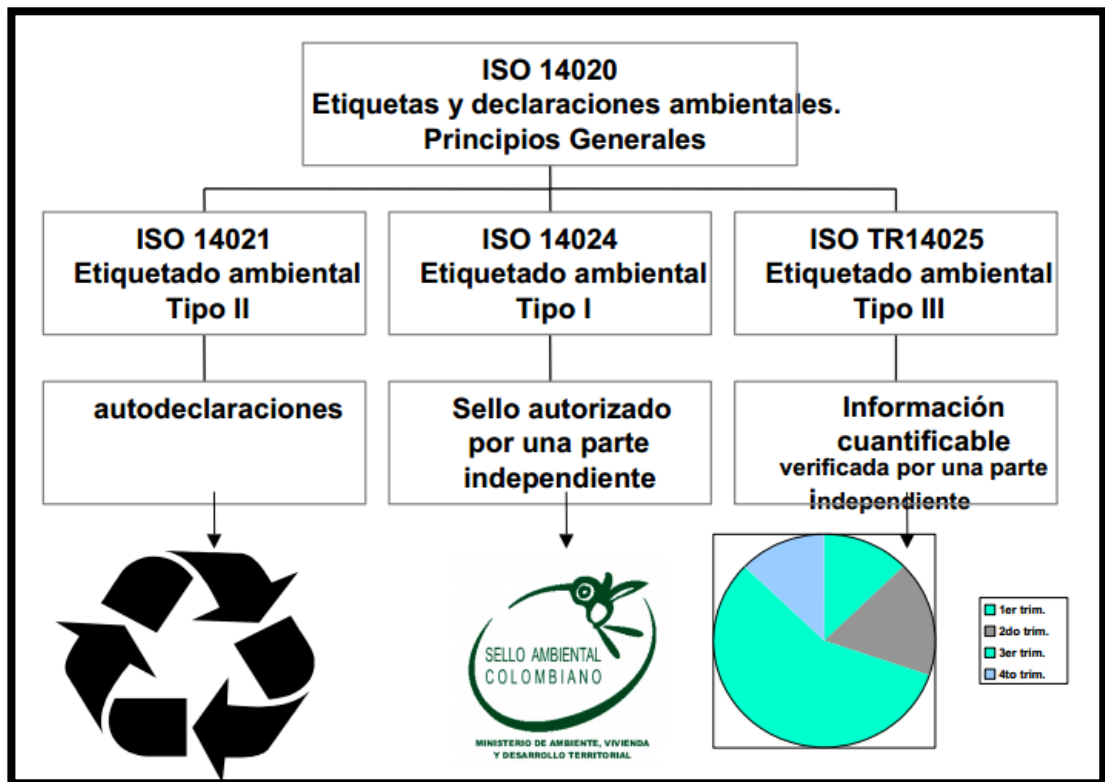 ISO 14020
Etiquetas y declaraciones ambientales.
Principios Generales
ISO 14021
Etiquetado ambiental
Tipo II
ISO 14024
Etiquetado ambiental
Tipo I
ISO TR14025
Etiquetado ambiental
Tipo III
autodeclaraciones
Sello autorizado
por una parte
independiente
Información
cuantificable
verificada por una parte
independiente
SELLO AMBIENTAL
COLOMBIANO
MINISTERIO DE AMBIENTE, VIVIENDA
Y DESARROLLO TERRITORIAL
1er trim.
2do trim.
3er trim.
4to trim.